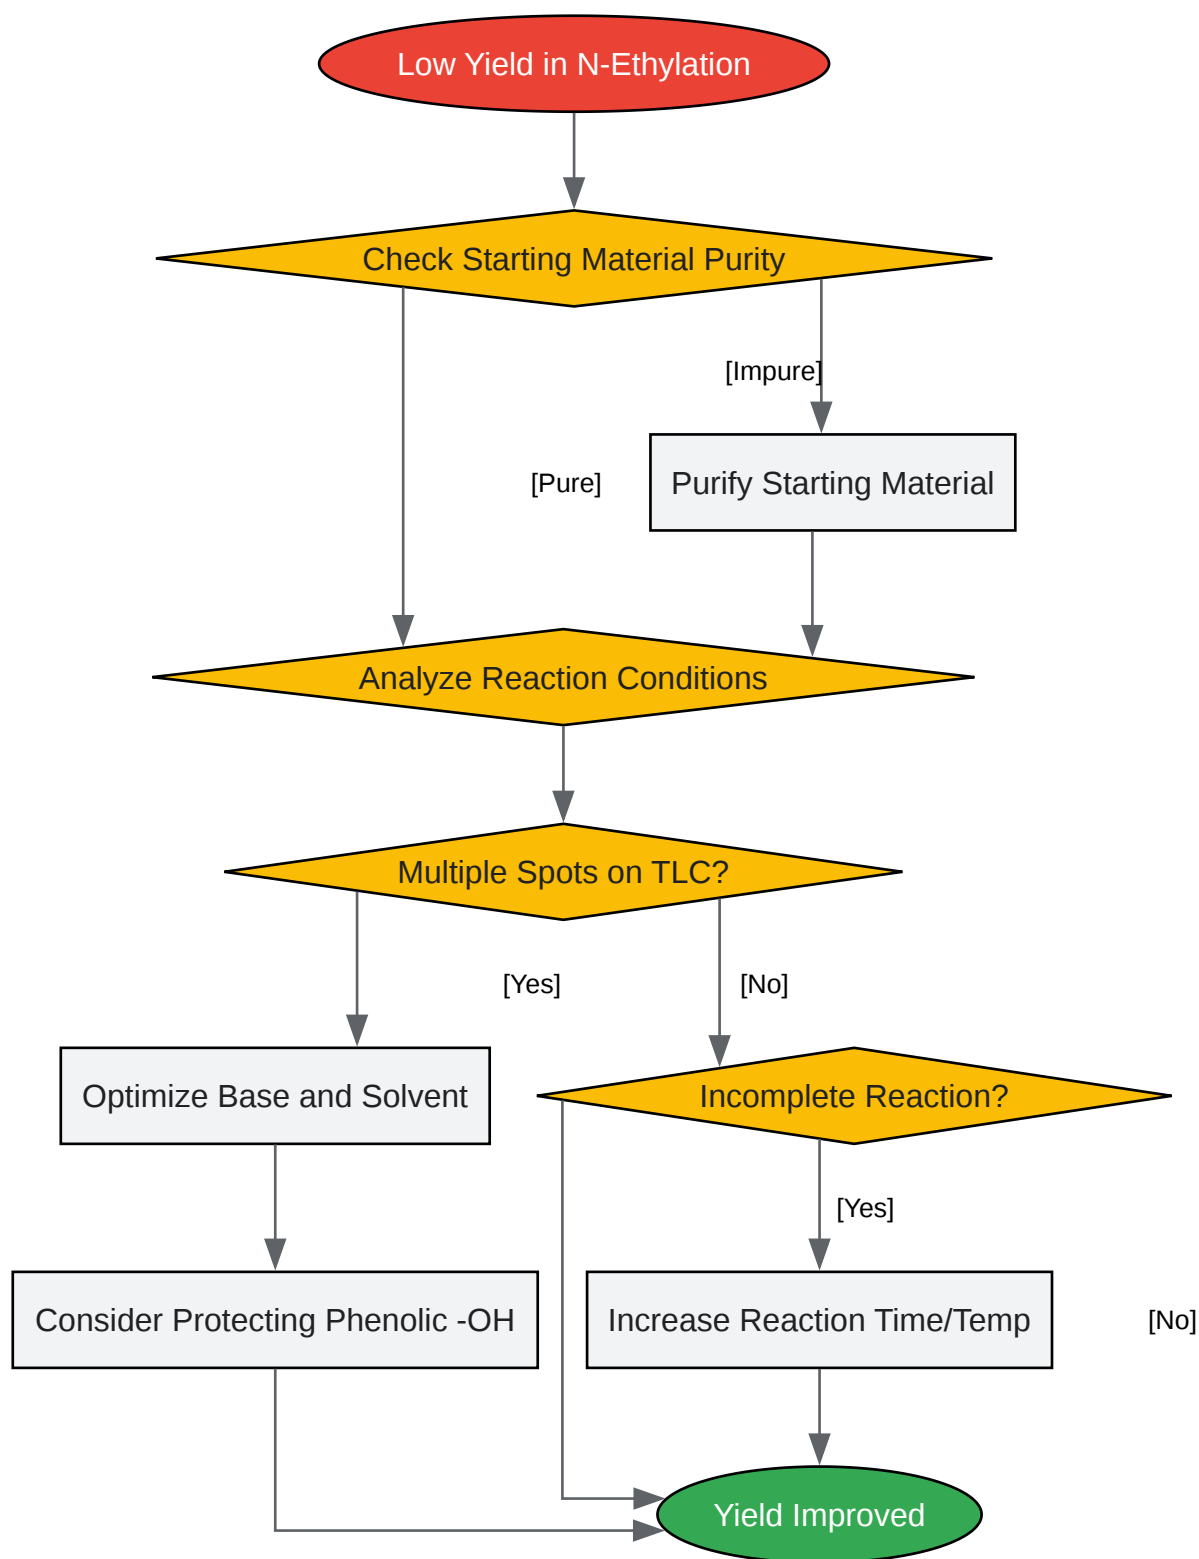 Low Yield in N-Ethylation
Check Starting Material Purity
[Impure]
[Pure]
Purify Starting Material
Analyze Reaction Conditions
Multiple Spots on TLC?
[Yes]
[No]
Optimize Base and Solvent
Incomplete Reaction?
[Yes]
Consider Protecting Phenolic -OH
Increase Reaction Time/Temp
[No]
Yield Improved